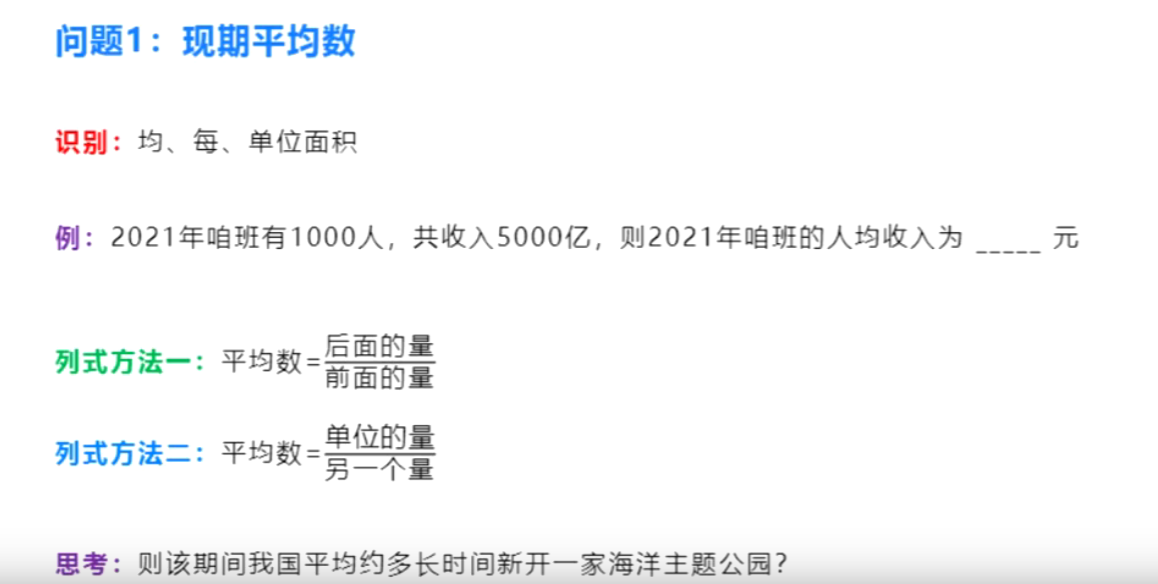 问题1：现期平均数
识别：均、每、单位面积
例：2021年咱班有1000人，共收入5000亿，则2021年咱班的人均收入为 _____ 元
列式方法一：平均数=后面的量/前面的量
列式方法二：平均数=单位的量/另一个量
思考：则该期间我国平均约多长时间新开一家海洋主题公园？